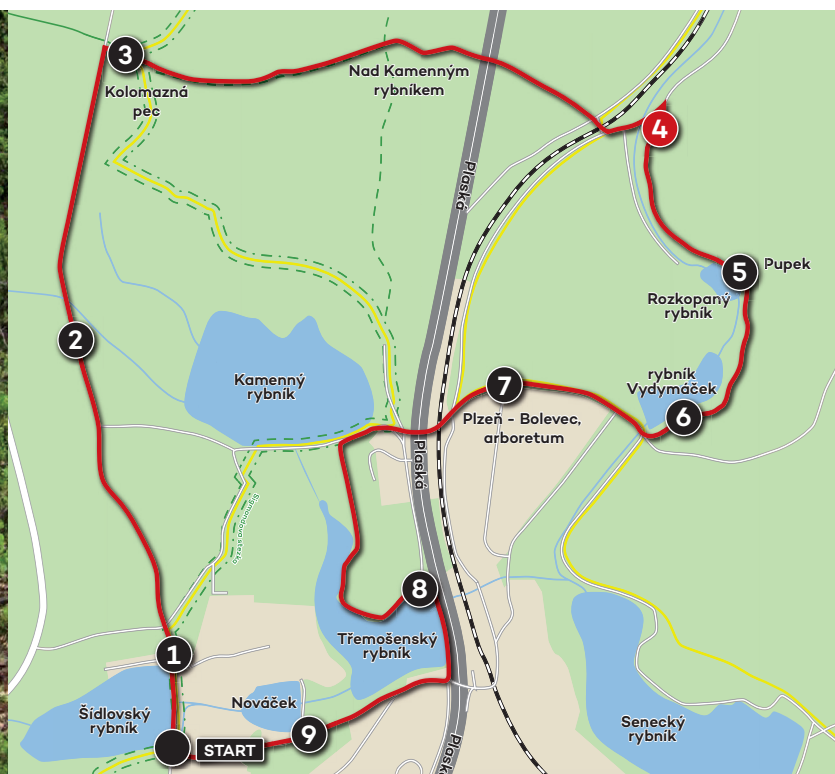 3
Kolomazná
pec
Nad Kamenným
rybníkem
4
Plaská
5
Pupek
Rozkopaný
rybník
2
rybník
Vydymáček
6
Kamenný
rybník
7
Plzeň - Bolevec,
arboretum
Plaská
Sigmondova stezka
8
Třemošenský
rybník
1
Šídlovský
rybník
Nováček
9
Senecký
rybník
START
Plaská